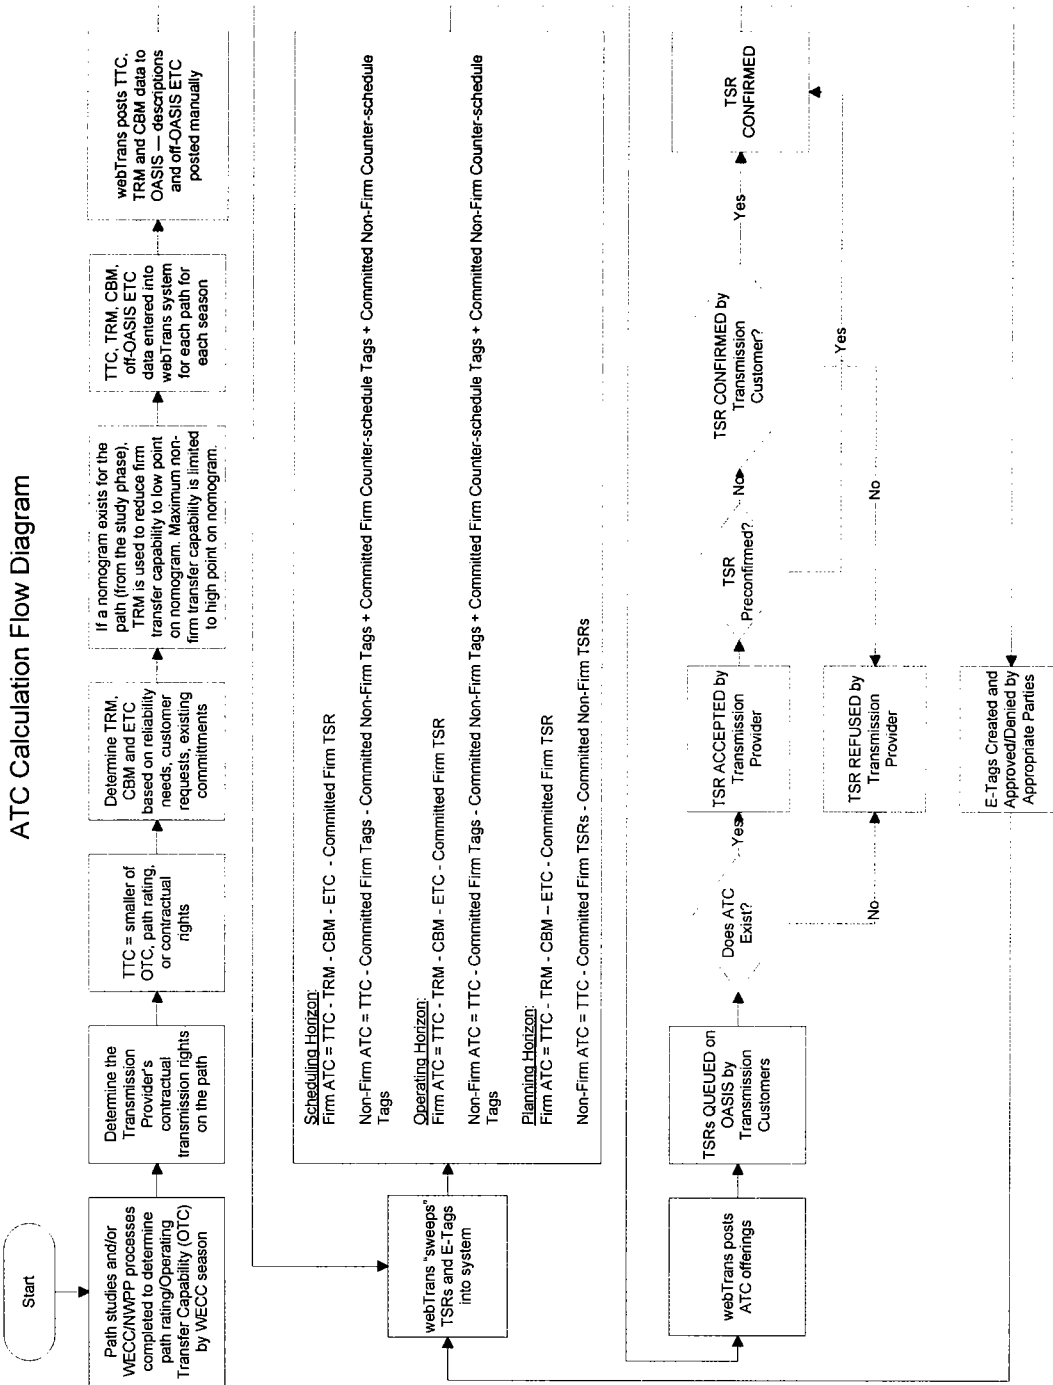 ATC Calculation Flow Diagram
Start
Path studies and/or
WECC/NWPP processes
completed to determine
path rating/Operating
Transfer Capability (OTC)
by WECC season
Determine the
Transmission
Provider's
contractual
transmission rights
on the path
TTC = smaller of
OTC, path rating,
or contractual
rights
Determine TRM,
CBM and ETC
based on reliability
needs, customer
requests, existing
commitments
If a nomogram exists for the
path (from the study phase),
TRM is used to reduce firm
transfer capability to low point
on nomogram. Maximum non-
firm transfer capability is limited
to high point on nomogram.
TTC, TRM, CBM,
off-OASIS ETC
data entered into
webTrans system
for each path for
each season
webTrans posts TTC,
TRM and CBM data to
OASIS — descriptions
and off-OASIS ETC
posted manually
webTrans "sweeps"
TSRs and E-Tags
into system
Scheduling Horizon:
Firm ATC = TTC - TRM - CBM - ETC - Committed Firm TSR
Non-Firm ATC = TTC - Committed Firm Tags - Committed Non-Firm Tags + Committed Firm Counter-schedule Tags + Committed Non-Firm Counter-schedule
Tags
Operating Horizon:
Firm ATC = TTC - TRM - CBM - ETC - Committed Firm TSR
Non-Firm ATC = TTC - Committed Firm Tags - Committed Non-Firm Tags + Committed Firm Counter-schedule Tags + Committed Non-Firm Counter-schedule
Tags
Planning Horizon:
Firm ATC = TTC - TRM - CBM – ETC - Committed Firm TSR
Non-Firm ATC = TTC - Committed Firm TSRs - Committed Non-Firm TSRs
webTrans posts
ATC offerings
TSRs QUEUED on
OASIS by
Transmission
Customers
Does ATC
Exist?
Yes
No
TSR ACCEPTED by
Transmission
Provider
TSR REFUSED by
Transmission
Provider
TSR
Preconfirmed?
No
Yes
TSR CONFIRMED by
Transmission
Customer?
Yes
No
TSR
CONFIRMED
E-Tags Created and
Approved/Denied by
Appropriate Parties